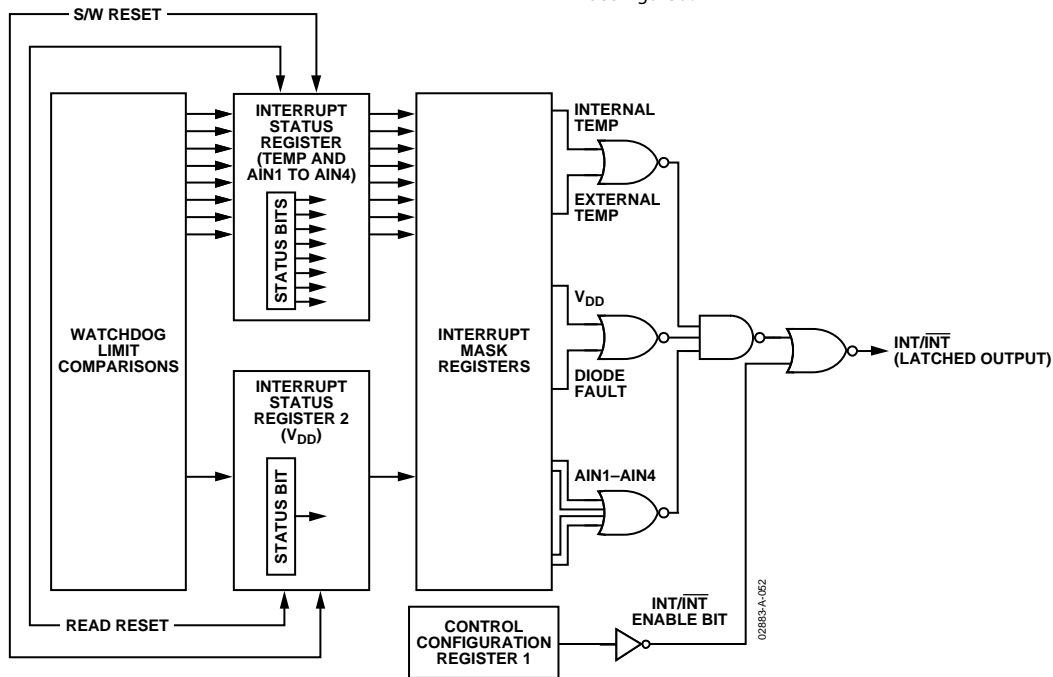 S/W RESET
WATCHDOG
LIMIT
COMPARISONS
INTERRUPT
STATUS
REGISTER
(TEMP AND
AIN1 TO AIN4)
STATUS BITS
INTERRUPT
STATUS
REGISTER 2
(VDD)
STATUS BIT
READ RESET
INTERRUPT
MASK
REGISTERS
INTERNAL
TEMP
EXTERNAL
TEMP
VDD
DIODE
FAULT
AIN1–AIN4
CONTROL
CONFIGURATION
REGISTER 1
INT/I̅N̅T̅
ENABLE BIT
INT/I̅N̅T̅
(LATCHED OUTPUT)
02883-A-052